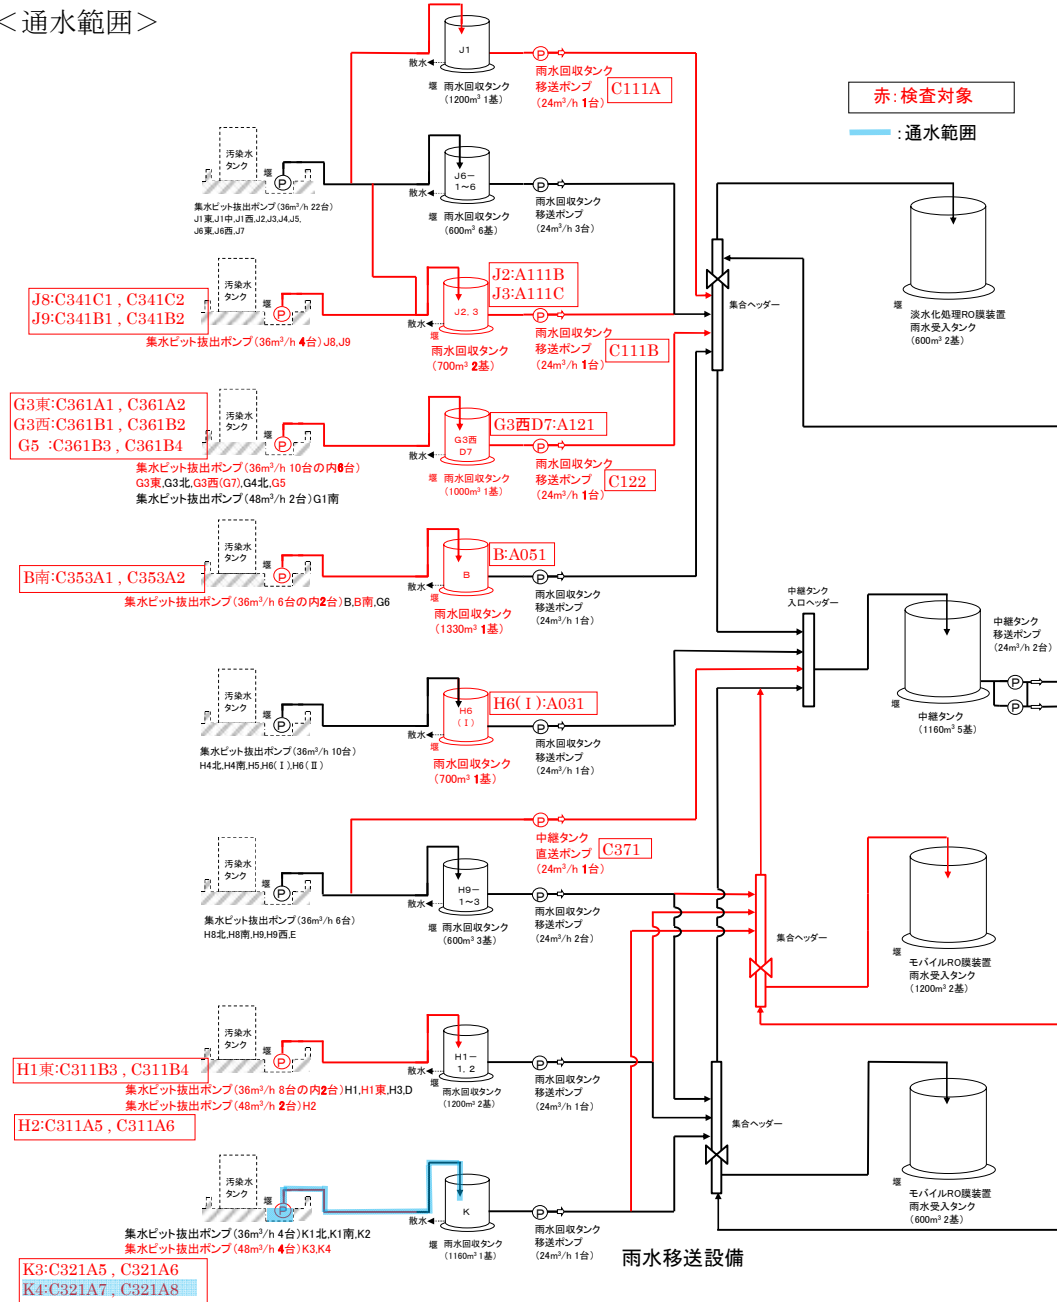 ＜通水範囲＞
J1
散水
堰 雨水回収タンク
(1200m³ 1基)
P
雨水回収タンク
移送ポンプ
(24m³/h 1台)
C111A
赤:検査対象
:通水範囲
汚染水
タンク
堰
P
集水ピット抜出ポンプ(36m³/h 22台)
J1東,J1中,J1西,J2,J3,J4,J5,
J6東,J6西,J7
J6－
1～6
散水
堰 雨水回収タンク
(600m³ 6基)
P
雨水回収タンク
移送ポンプ
(24m³/h 3台)
集合ヘッダー
堰
淡水化処理RO膜装置
雨水受入タンク
(600m³ 2基)
J8:C341C1 , C341C2
J9:C341B1 , C341B2
汚染水
タンク
堰
P
集水ピット抜出ポンプ(36m³/h 4台)J8,J9
J2，3
散水
堰
雨水回収タンク
(700m³ 2基)
J2:A111B
J3:A111C
P
雨水回収タンク
移送ポンプ
(24m³/h 1台)
C111B
G3東:C361A1 , C361A2
G3西:C361B1 , C361B2
G5 :C361B3 , C361B4
汚染水
タンク
堰
P
集水ピット抜出ポンプ(36m³/h 10台の内6台)
G3東,G3北,G3西(G7),G4北,G5
集水ピット抜出ポンプ(48m³/h 2台)G1南
G3西
D7
散水
堰 雨水回収タンク
(1000m³ 1基)
G3西D7:A121
P
雨水回収タンク
移送ポンプ
(24m³/h 1台)
C122
汚染水
タンク
堰
P
B南:C353A1 , C353A2
集水ピット抜出ポンプ(36m³/h 6台の内2台)B,B南,G6
B
散水
堰
雨水回収タンク
(1330m³ 1基)
B:A051
P
雨水回収タンク
移送ポンプ
(24m³/h 1台)
中継タンク
入口ヘッダー
中継タンク
移送ポンプ
(24m³/h 2台)
P
P
堰
中継タンク
(1160m³ 5基)
汚染水
タンク
堰
P
集水ピット抜出ポンプ(36m³/h 10台)
H4北,H4南,H5,H6(Ⅰ),H6(Ⅱ)
H6
(Ⅰ)
散水
堰
雨水回収タンク
(700m³ 1基)
H6(Ⅰ):A031
P
雨水回収タンク
移送ポンプ
(24m³/h 1台)
P
中継タンク
直送ポンプ
(24m³/h 1台)
C371
汚染水
タンク
堰
P
集水ピット抜出ポンプ(36m³/h 6台)
H8北,H8南,H9,H9西,E
H9－
1～3
散水
堰 雨水回収タンク
(600m³ 3基)
P
雨水回収タンク
移送ポンプ
(24m³/h 2台)
集合ヘッダー
堰
モバイルRO膜装置
雨水受入タンク
(1200m³ 2基)
汚染水
タンク
堰
P
H1東:C311B3 , C311B4
集水ピット抜出ポンプ(36m³/h 8台の内2台)H1,H1東,H3,D
集水ピット抜出ポンプ(48m³/h 2台)H2
H2:C311A5 , C311A6
H1－
1，2
散水
堰
雨水回収タンク
(1200m³ 2基)
P
雨水回収タンク
移送ポンプ
(24m³/h 1台)
集合ヘッダー
堰
モバイルRO膜装置
雨水受入タンク
(600m³ 2基)
汚染水
タンク
堰
P
集水ピット抜出ポンプ(36m³/h 4台)K1北,K1南,K2
集水ピット抜出ポンプ(48m³/h 4台)K3,K4
K3:C321A5 , C321A6
K4:C321A7 , C321A8
K
散水
堰 雨水回収タンク
(1160m³ 1基)
P
雨水回収タンク
移送ポンプ
(24m³/h 1台)
雨水移送設備